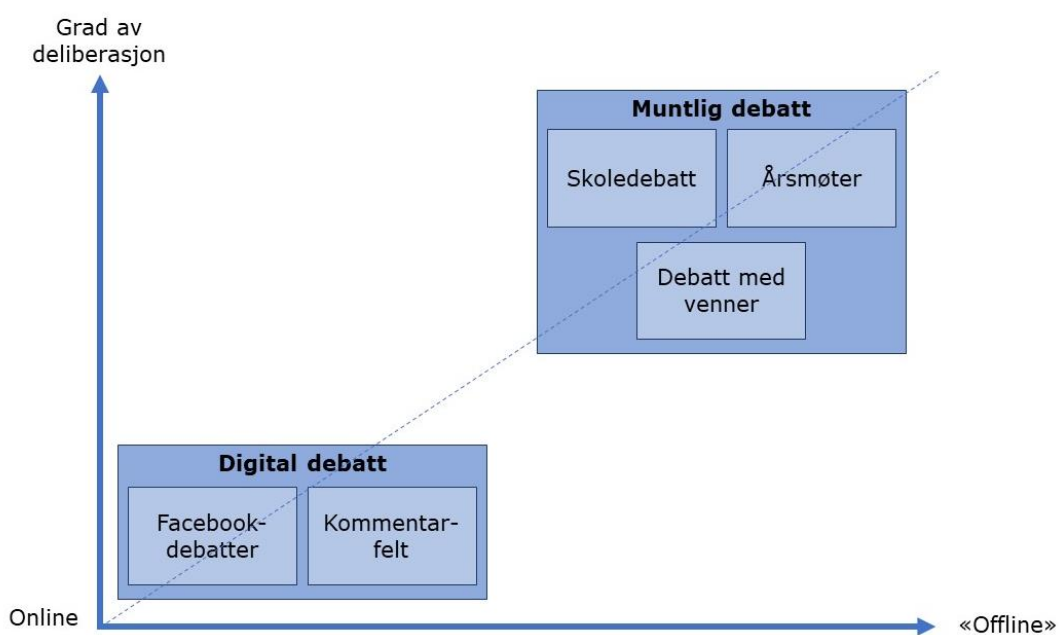 Grad av
deliberasjon
Muntlig debatt
Skoledebatt
Årsmøter
Debatt med
venner
Digital debatt
Facebook-
debatter
Kommentar-
felt
Online
«Offline»